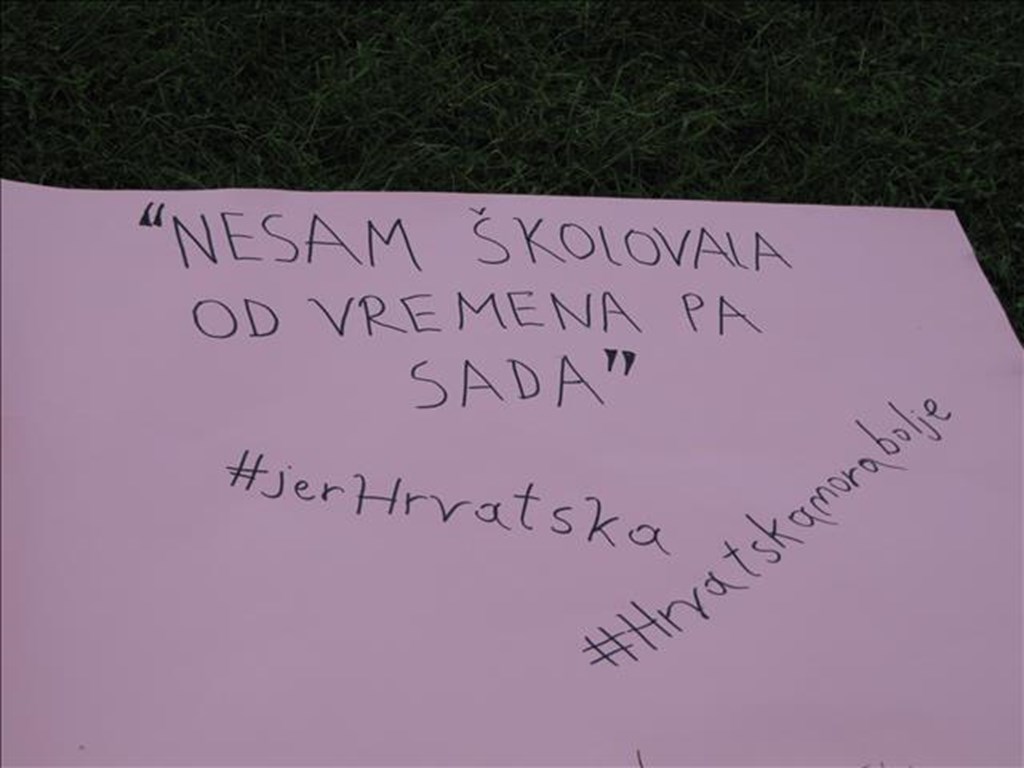 “NESAM ŠKOLOVALA
OD VREMENA PA
SADA”
#jerHrvatska
#Hrvatskamorabolje